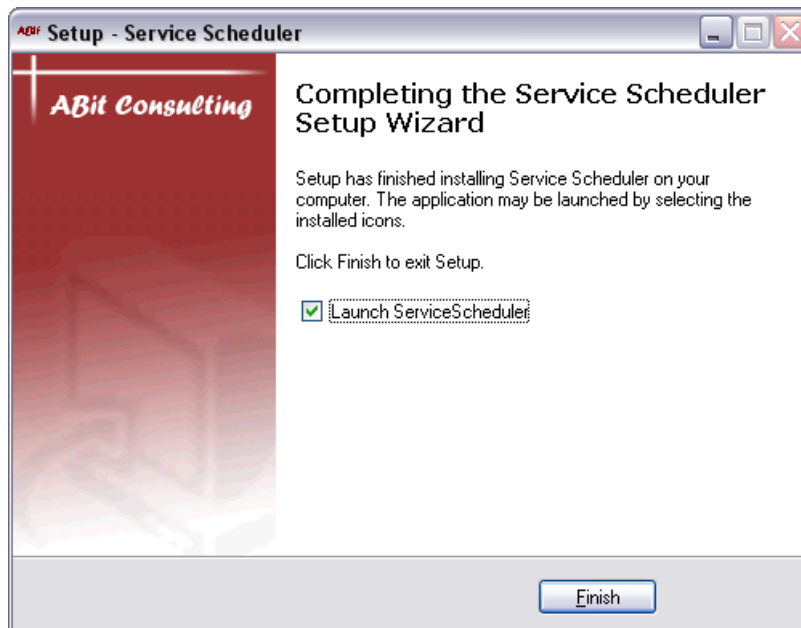 ABit Setup - Service Scheduler
ABit Consulting
Completing the Service Scheduler
Setup Wizard
Setup has finished installing Service Scheduler on your
computer. The application may be launched by selecting the
installed icons.
Click Finish to exit Setup.
Launch ServiceScheduler
Finish